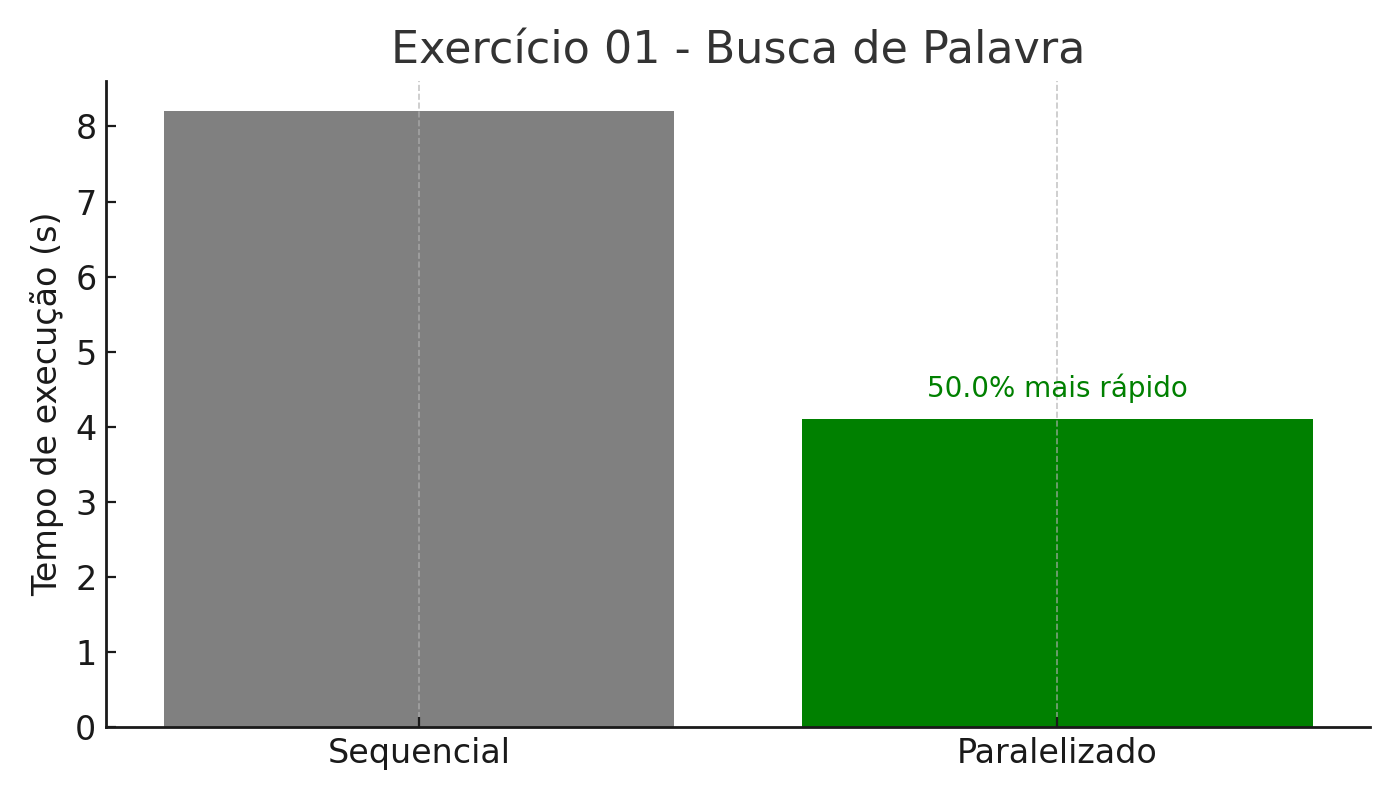 Exercício 01 - Busca de Palavra
Tempo de execução (s)
8
7
6
5
4
3
2
1
0
50.0% mais rápido
Sequencial
Paralelizado